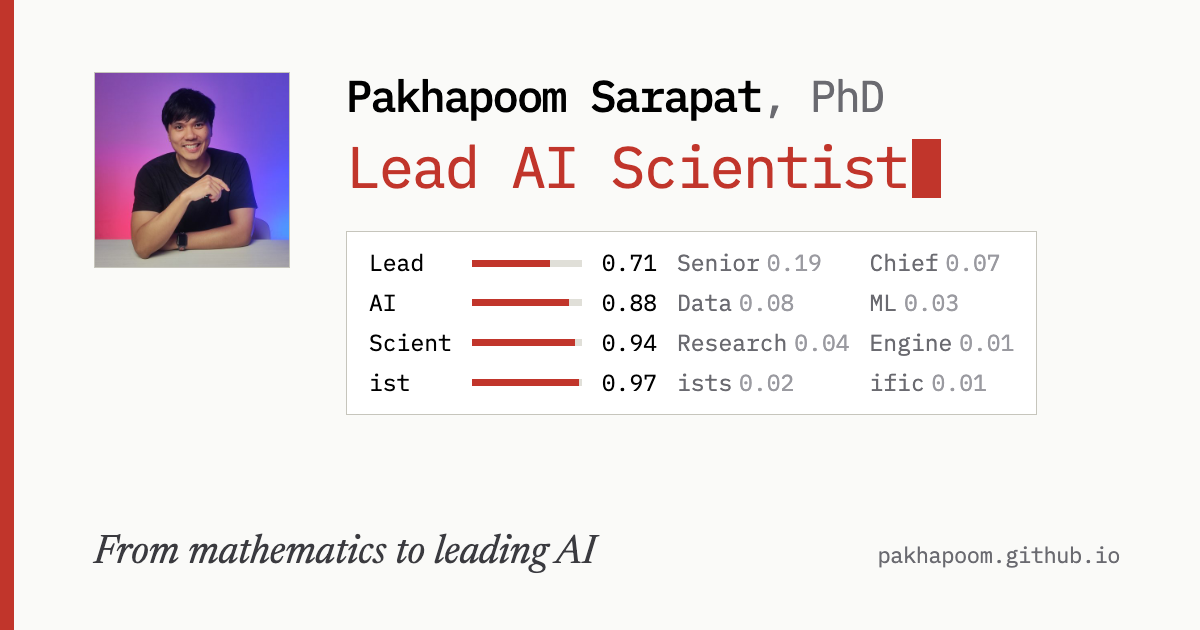 Pakhapoom Sarapat, PhD
Lead AI Scientist
Lead 0.71 Senior 0.19 Chief 0.07
AI 0.88 Data 0.08 ML 0.03
Scient 0.94 Research 0.04 Engine 0.01
ist 0.97 ists 0.02 ific 0.01
From mathematics to leading AI
pakhapoom.github.io